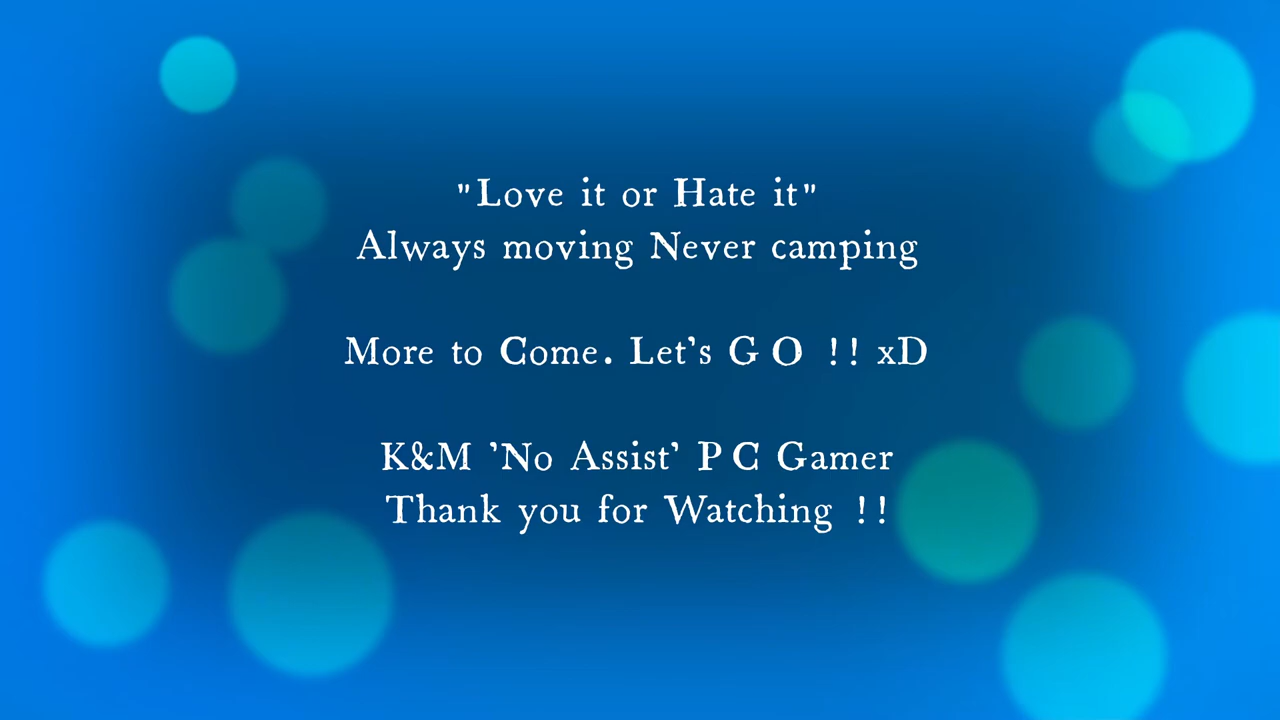 "Love it or Hate it"
Always moving Never camping
More to Come. Let's G O !! xD
K&M 'No Assist' P C Gamer
Thank you for Watching !!